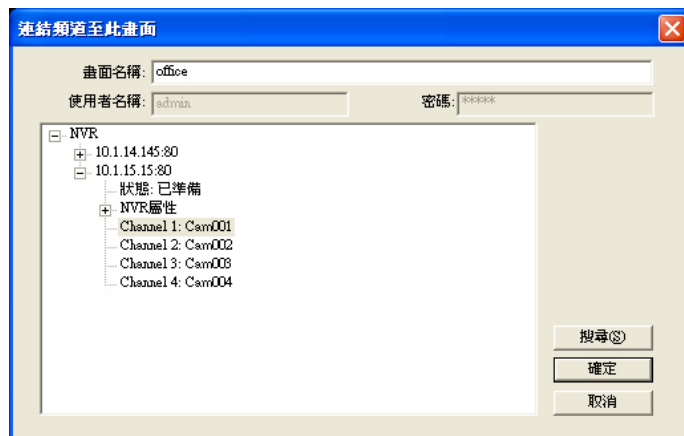 連結頻道至此畫面
畫面名稱: office
使用者名稱: admin 密碼: *****
NVR
10.1.14.145:80
10.1.15.15:80
狀態: 已準備
NVR屬性
Channel 1: Cam001
Channel 2: Cam002
Channel 3: Cam003
Channel 4: Cam004
搜尋(S)
確定
取消